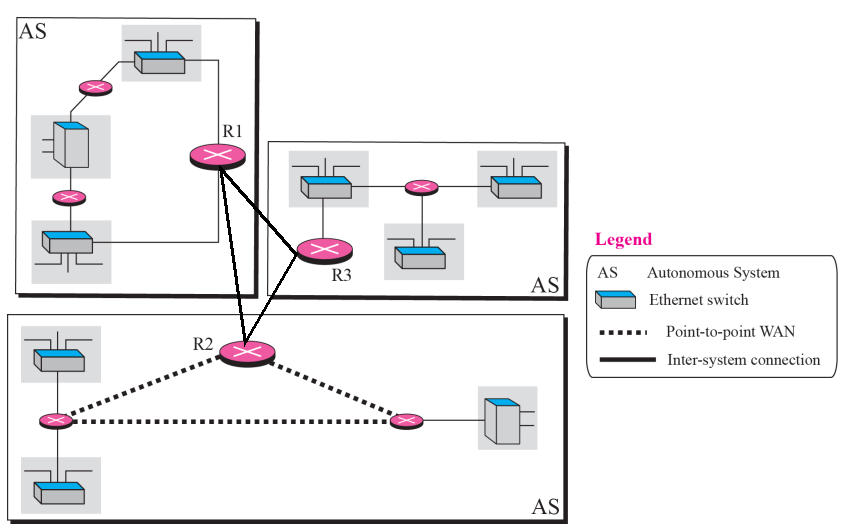 AS
R1
R3
AS
R2
AS
Legend
AS Autonomous System
Ethernet switch
Point-to-point WAN
Inter-system connection